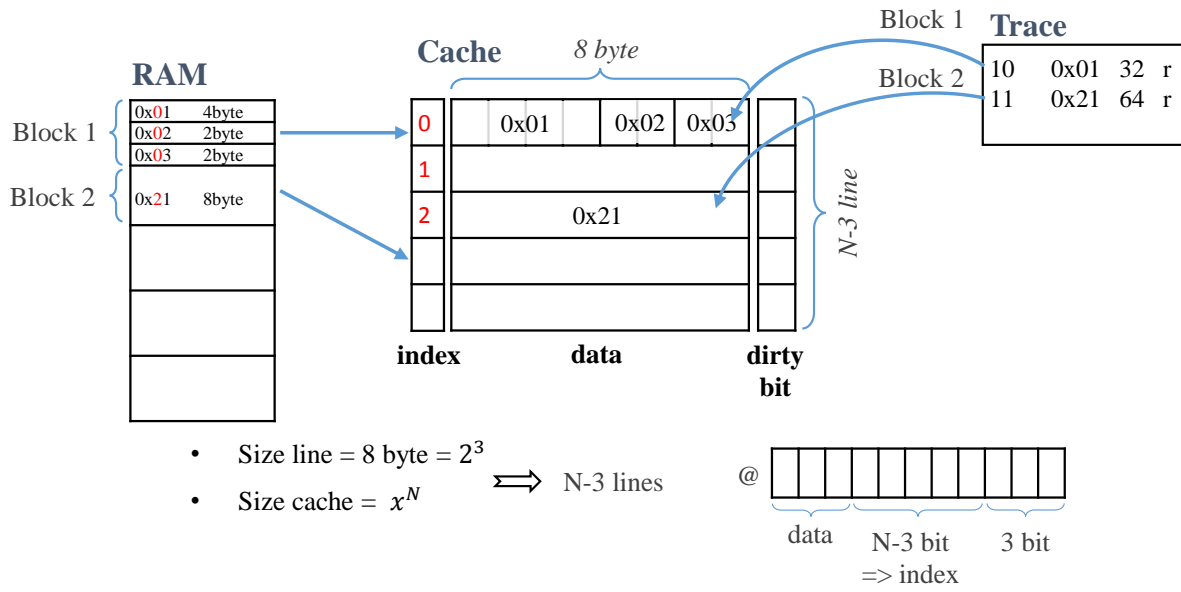 RAM
Block 1
Block 2
0x01 4byte
0x02 2byte
0x03 2byte
0x21 8byte
Cache
8 byte
0 0x01 0x02 0x03
1
2 0x21
N-3 line
index data dirty bit
Block 1
Block 2
Trace
10 0x01 32 r
11 0x21 64 r
• Size line = 8 byte = 2³
• Size cache = x^N
N-3 lines
@
data
N-3 bit
=> index
3 bit